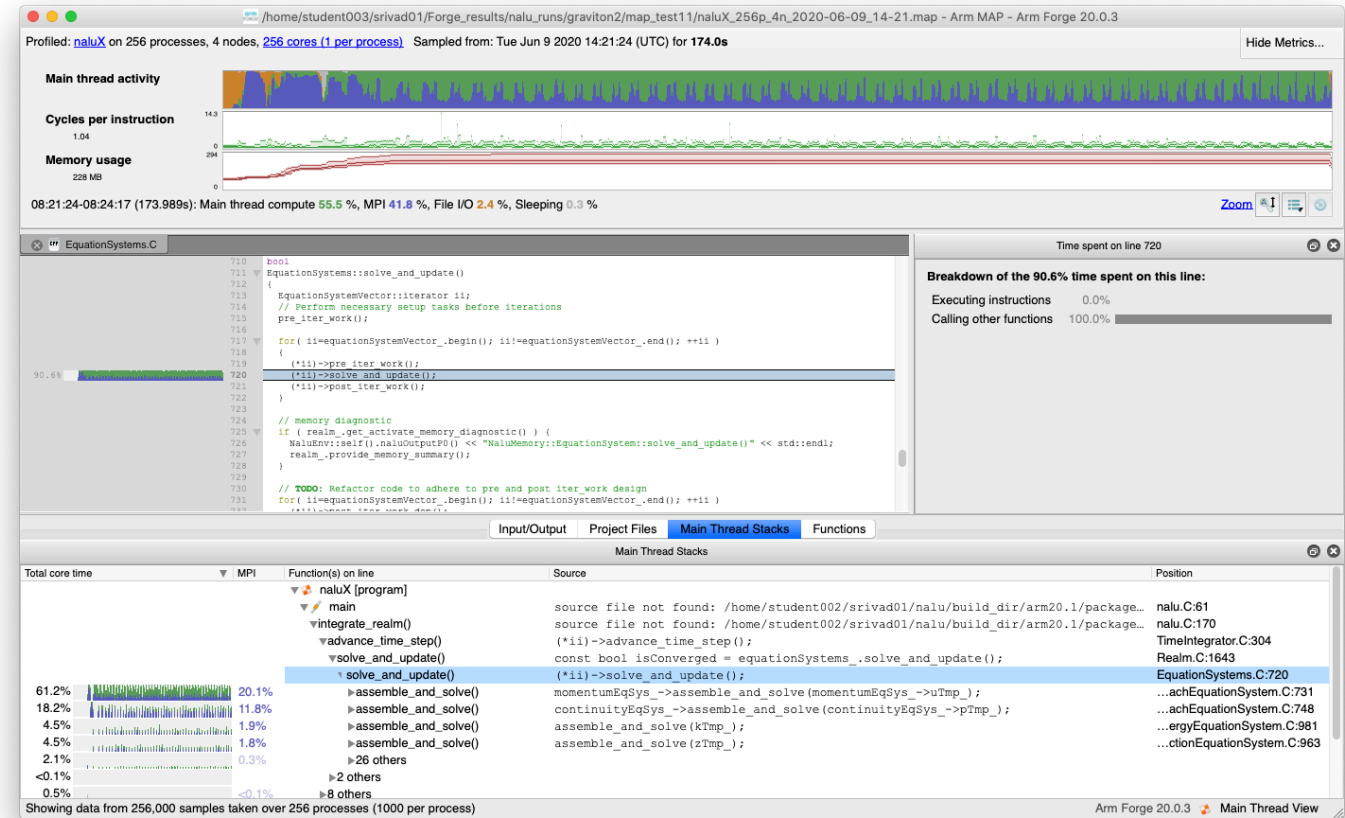 /home/student003/srivad01/Forge_results/nalu_runs/graviton2/map_test11/naluX_256p_4n_2020-06-09_14-21.map - Arm MAP - Arm Forge 20.0.3
Profiled: naluX on 256 processes, 4 nodes, 256 cores (1 per process) Sampled from: Tue Jun 9 2020 14:21:24 (UTC) for 174.0s
Hide Metrics...
Main thread activity
Cycles per instruction
1.04
14.3
0
Memory usage
228 MB
294
0
08:21:24-08:24:17 (173.989s): Main thread compute 55.5 %, MPI 41.8 %, File I/O 2.4 %, Sleeping 0.3 %
Zoom
EquationSystems.C
Time spent on line 720
710 bool
711 EquationSystems::solve_and_update()
712 {
713 EquationSystemVector::iterator ii;
714 // Perform necessary setup tasks before iterations
715 pre_iter_work();
716
717 for( ii=equationSystemVector_.begin(); ii!=equationSystemVector_.end(); ++ii )
718 {
719 (*ii)->pre_iter_work();
90.6% 720 (*ii)->solve_and_update();
721 (*ii)->post_iter_work();
722 }
723
724 // memory diagnostic
725 if ( realm_.get_activate_memory_diagnostic() ) {
726 NaluEnv::self().naluOutputP0() << "NaluMemory::EquationSystem::solve_and_update()" << std::endl;
727 realm_.provide_memory_summary();
728 }
729
730 // TODO: Refactor code to adhere to pre and post iter_work design
731 for( ii=equationSystemVector_.begin(); ii!=equationSystemVector_.end(); ++ii )
732 (*ii)->post_iter_work_dep();
Breakdown of the 90.6% time spent on this line:
Executing instructions 0.0%
Calling other functions 100.0%
Input/Output Project Files Main Thread Stacks Functions
Main Thread Stacks
Total core time MPI Function(s) on line Source Position
naluX [program]
main source file not found: /home/student002/srivad01/nalu/build_dir/arm20.1/package... nalu.C:61
integrate_realm() source file not found: /home/student002/srivad01/nalu/build_dir/arm20.1/package... nalu.C:170
advance_time_step() (*ii)->advance_time_step(); TimeIntegrator.C:304
solve_and_update() const bool isConverged = equationSystems_.solve_and_update(); Realm.C:1643
solve_and_update() (*ii)->solve_and_update(); EquationSystems.C:720
61.2% 20.1% assemble_and_solve() momentumEqSys_->assemble_and_solve(momentumEqSys_->uTmp_); ...achEquationSystem.C:731
18.2% 11.8% assemble_and_solve() continuityEqSys_->assemble_and_solve(continuityEqSys_->pTmp_); ...achEquationSystem.C:748
4.5% 1.9% assemble_and_solve() assemble_and_solve(kTmp_); ...ergyEquationSystem.C:981
4.5% 1.8% assemble_and_solve() assemble_and_solve(zTmp_); ...ctionEquationSystem.C:963
2.1% 0.3% 26 others
<0.1% 2 others
0.5% <0.1% 8 others
Showing data from 256,000 samples taken over 256 processes (1000 per process)
Arm Forge 20.0.3 Main Thread View